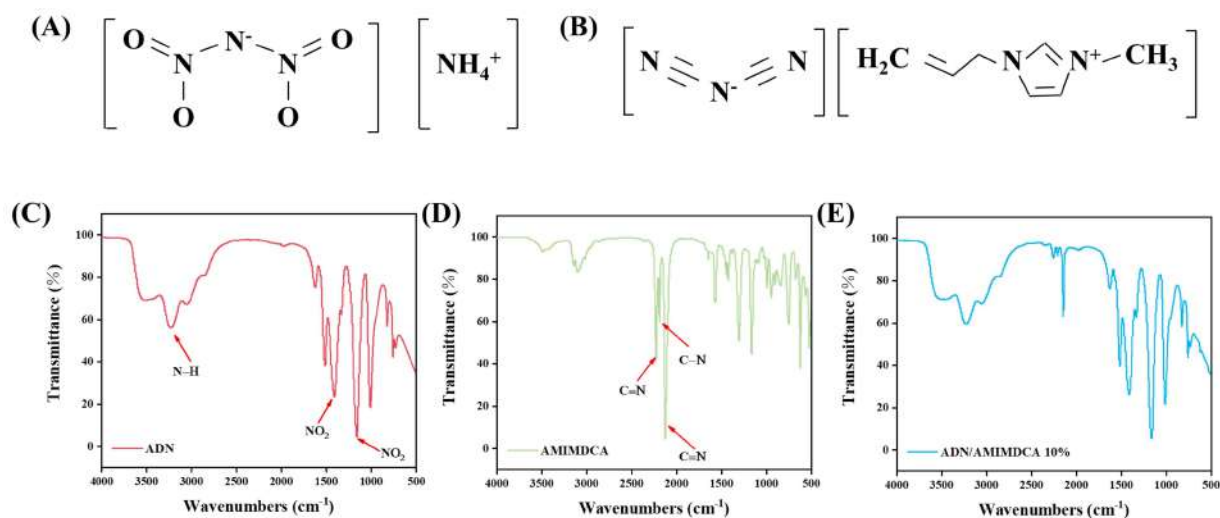 (A)
O
N-
O
N
N
O
O
NH4+
(B)
N
N
N-
H2C
N
N+
CH3
(C)
Transmittance (%)
100
80
60
40
20
0
N–H
NO2
NO2
ADN
4000 3500 3000 2500 2000 1500 1000 500
Wavenumbers (cm-1)
(D)
Transmittance (%)
100
80
60
40
20
0
C–N
C=N
C=N
AMIMDCA
4000 3500 3000 2500 2000 1500 1000 500
Wavenumbers (cm-1)
(E)
Transmittance (%)
100
80
60
40
20
0
ADN/AMIMDCA 10%
4000 3500 3000 2500 2000 1500 1000 500
Wavenumbers (cm-1)